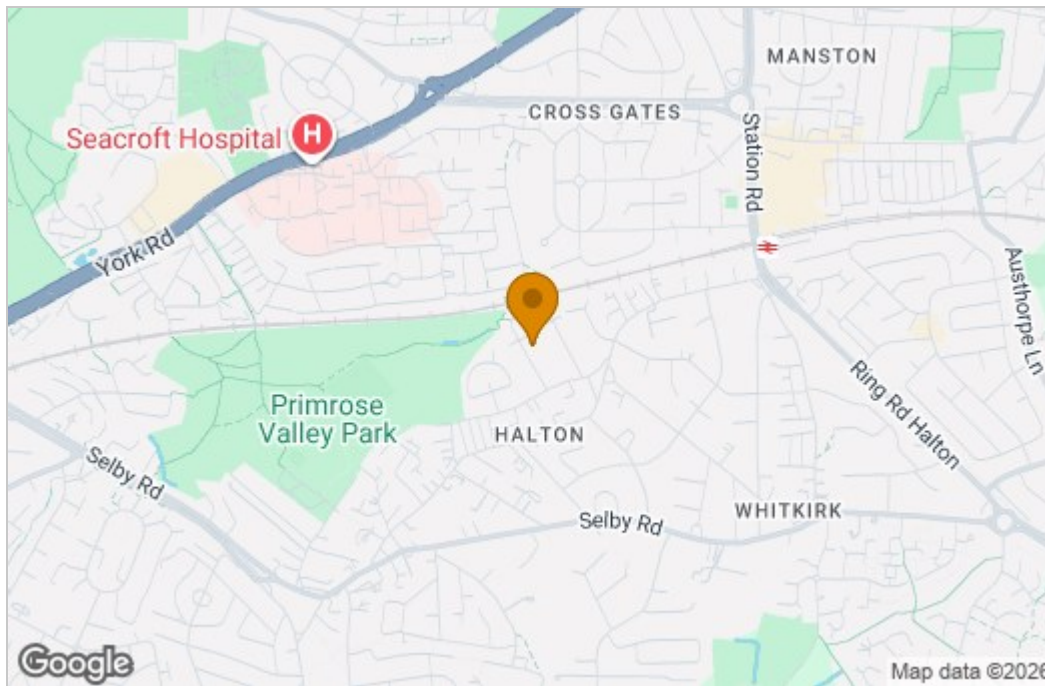 MANSTON
CROSS GATES
Seacroft Hospital
H
Station Rd
York Rd
Austhorpe Ln
Primrose
Valley Park
Ring Rd Halton
HALTON
Selby Rd
Selby Rd
WHITKIRK
Google
Map data ©2026